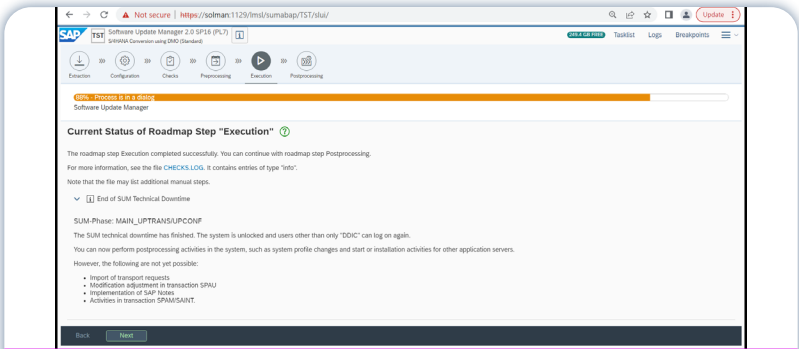 Not secure | https://solman:1129/lmsl/sumabap/TST/slui/
Update
SAP TST Software Update Manager 2.0 SP16 (PL7)
S/4HANA Conversion using DMO (Standard)
249.4 GB FREE Tasklist Logs Breakpoints
Extraction Configuration Checks Preprocessing Execution Postprocessing
88% - Process is in a dialog
Software Update Manager
Current Status of Roadmap Step "Execution"
The roadmap step Execution completed successfully. You can continue with roadmap step Postprocessing.
For more information, see the file CHECKS.LOG. It contains entries of type "info".
Note that the file may list additional manual steps.
End of SUM Technical Downtime
SUM-Phase: MAIN_UPTRANS/UPCONF
The SUM technical downtime has finished. The system is unlocked and users other than only "DDIC" can log on again.
You can now perform postprocessing activities in the system, such as system profile changes and start or installation activities for other application servers.
However, the following are not yet possible:
• Import of transport requests
• Modification adjustment in transaction SPAU
• Implementation of SAP Notes
• Activities in transaction SPAM/SAINT.
Back Next